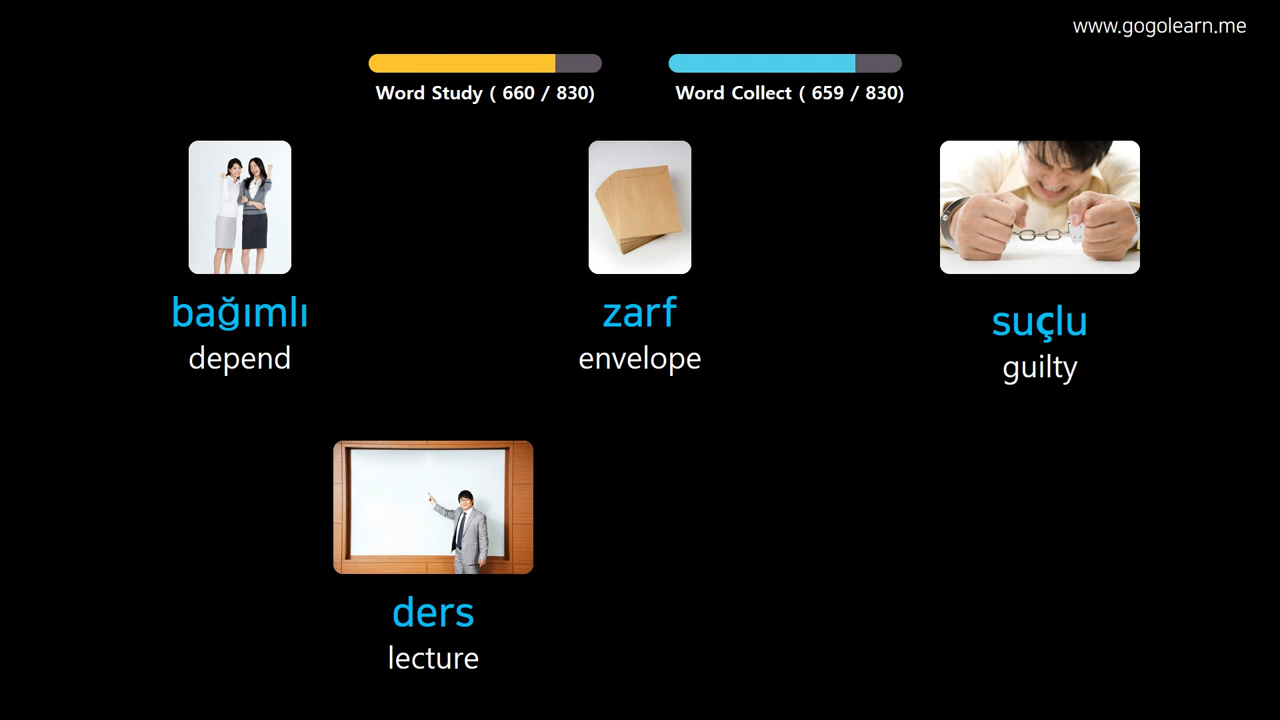 www.gogolearn.me
Word Study ( 660 / 830)
Word Collect ( 659 / 830)
bağımlı
depend
zarf
envelope
suçlu
guilty
ders
lecture